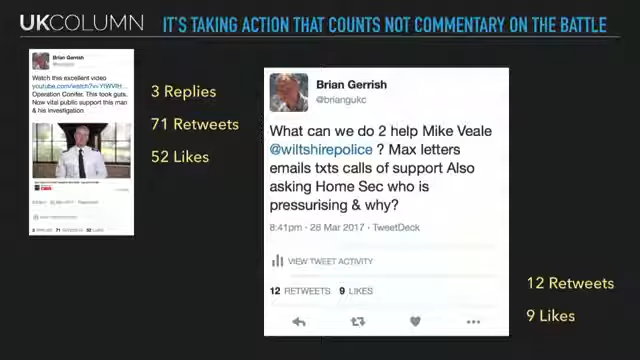 UKCOLUMN IT'S TAKING ACTION THAT COUNTS NOT COMMENTARY ON THE BATTLE
Brian Gerrish
Watch this excellent video
Operation Conifer. This took guts.
Now vital public support this man
& his investigation
3 Replies
71 Retweets
52 Likes
Brian Gerrish
@briangukc
What can we do 2 help Mike Veale
@wiltshirepolice ? Max letters
emails txts calls of support Also
asking Home Sec who is
pressurising & why?
8:41pm · 28 Mar 2017 · TweetDeck
VIEW TWEET ACTIVITY
12 RETWEETS 9 LIKES
12 Retweets
9 Likes